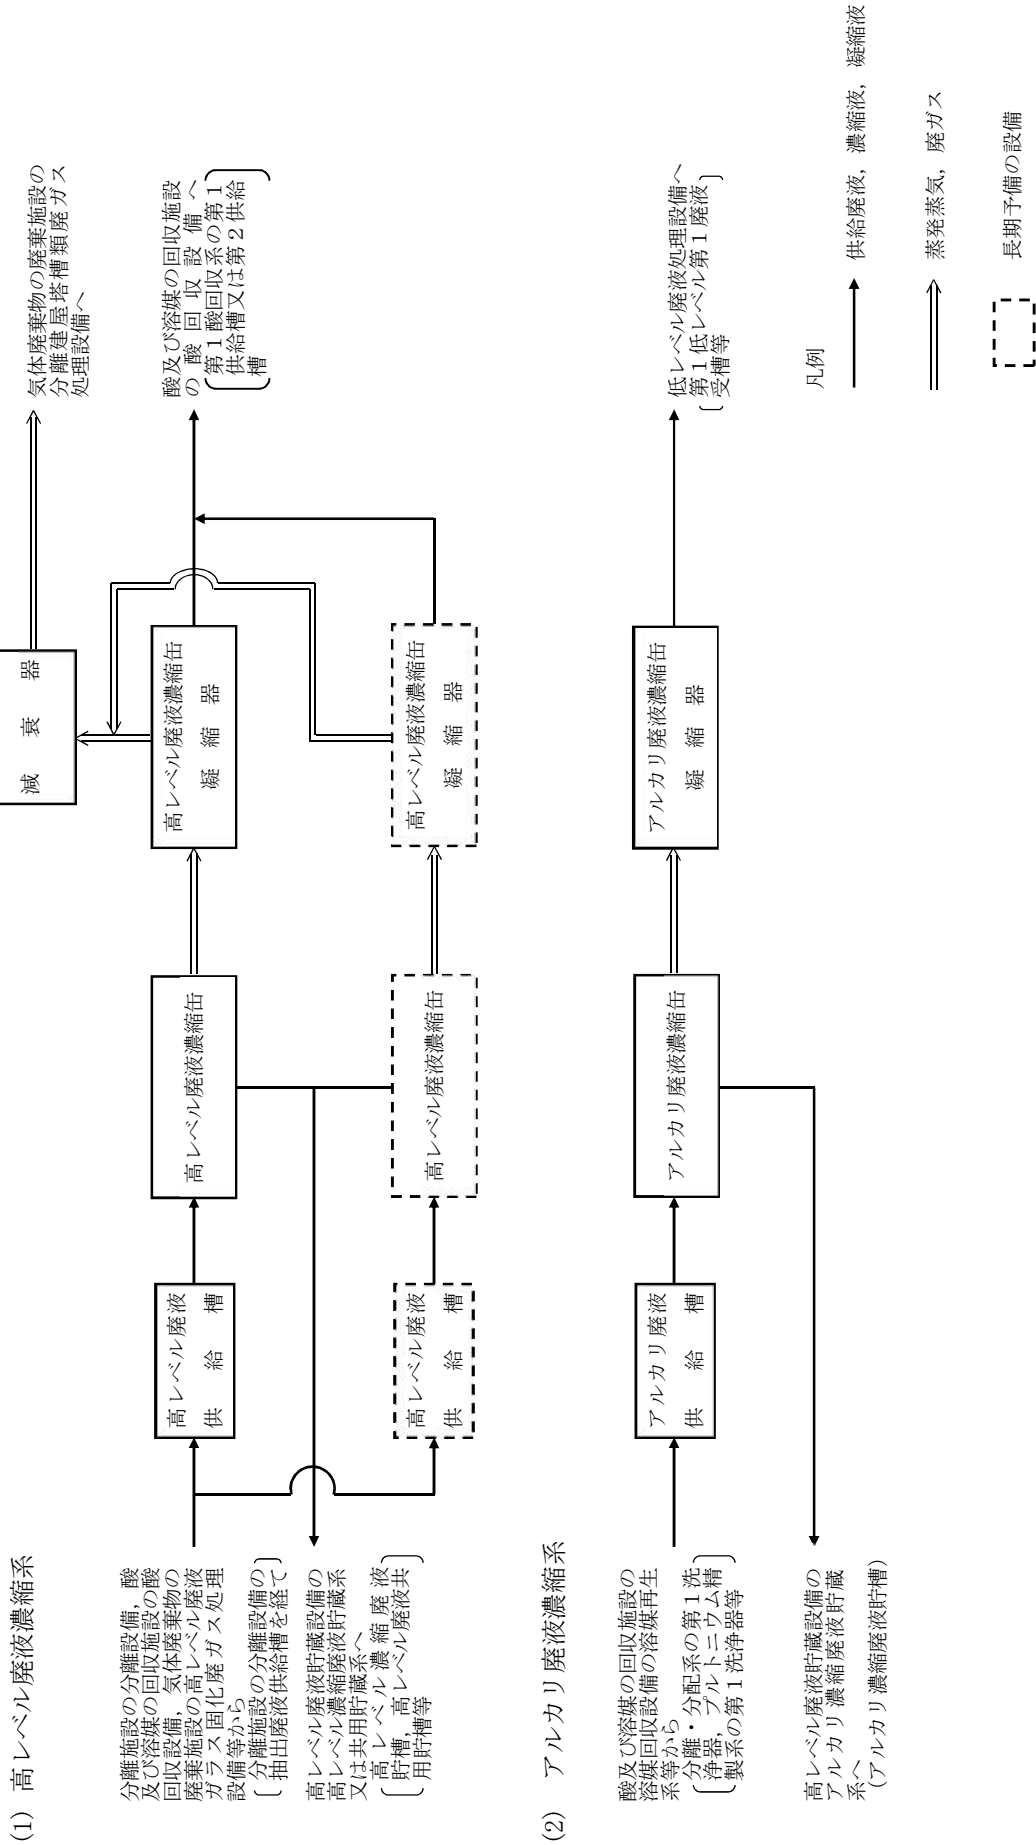 (1) 高レベル廃液濃縮系
分離施設の分離設備，酸
及び溶媒の回収施設の酸
回収設備，気体廃棄物の
廃棄施設の高レベル廃液
ガラス固化廃ガス処理
設備等から
分離施設の分離設備の
抽出廃液供給槽を経て
高レベル廃液貯蔵設備の
高レベル濃縮廃液貯蔵系
又は共用貯蔵系へ
高レベル濃縮廃液
貯槽，高レベル廃液共
用貯槽等
高レベル廃液
供給槽
高レベル廃液
供給槽
高レベル廃液濃縮缶
高レベル廃液濃縮缶
高レベル廃液濃縮缶
凝縮器
高レベル廃液濃縮缶
凝縮器
減衰器
気体廃棄物の廃棄施設の
分離建屋塔槽類廃ガス
処理設備へ
酸及び溶媒の回収施設
の酸回収設備へ
第1酸回収系の第1
供給槽又は第2供給
槽
(2) アルカリ廃液濃縮系
酸及び溶媒の回収施設の
溶媒回収設備の溶媒再生
系等から
分離・分配系の第1洗
浄器，プルトニウム精
製系の第1洗浄器等
高レベル廃液貯蔵設備の
アルカリ濃縮廃液貯蔵
系へ
(アルカリ濃縮廃液貯槽)
アルカリ廃液
供給槽
アルカリ廃液濃縮缶
アルカリ廃液濃縮缶
凝縮器
低レベル廃液処理設備へ
第1低レベル第1廃液
受槽等
凡例
供給廃液，濃縮液，凝縮液
蒸発蒸気，廃ガス
長期予備の設備